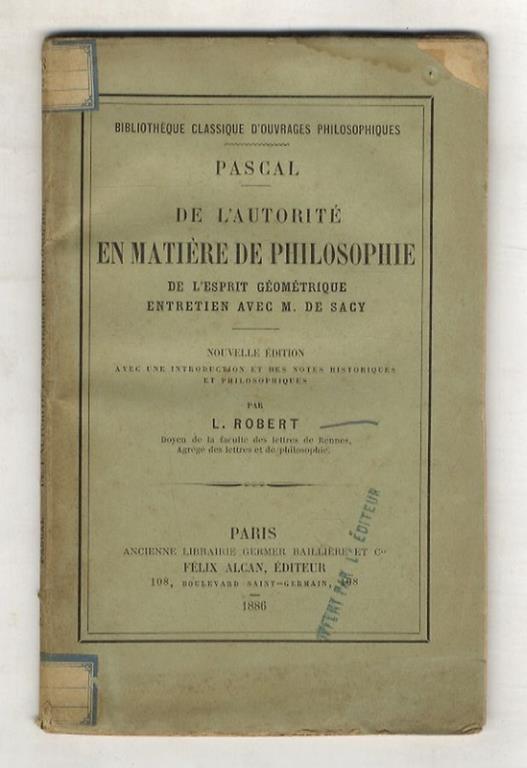 BIBLIOTHÈQUE CLASSIQUE D'OUVRAGES PHILOSOPHIQUES
PASCAL
DE L'AUTORITÉ
EN MATIÈRE DE PHILOSOPHIE
DE L'ESPRIT GÉOMÉTRIQUE
ENTRETIEN AVEC M. DE SACY
NOUVELLE ÉDITION
AVEC UNE INTRODUCTION ET DES NOTES HISTORIQUES
ET PHILOSOPHIQUES
PAR
L. ROBERT
Doyen de la faculté des lettres de Rennes,
Agrégé des lettres et de philosophie.
PARIS
ANCIENNE LIBRAIRIE GERMER BAILLIÈRE ET Cie
FÉLIX ALCAN, ÉDITEUR
108, BOULEVARD SAINT-GERMAIN, 108
1886
OFFERT PAR L'ÉDITEUR